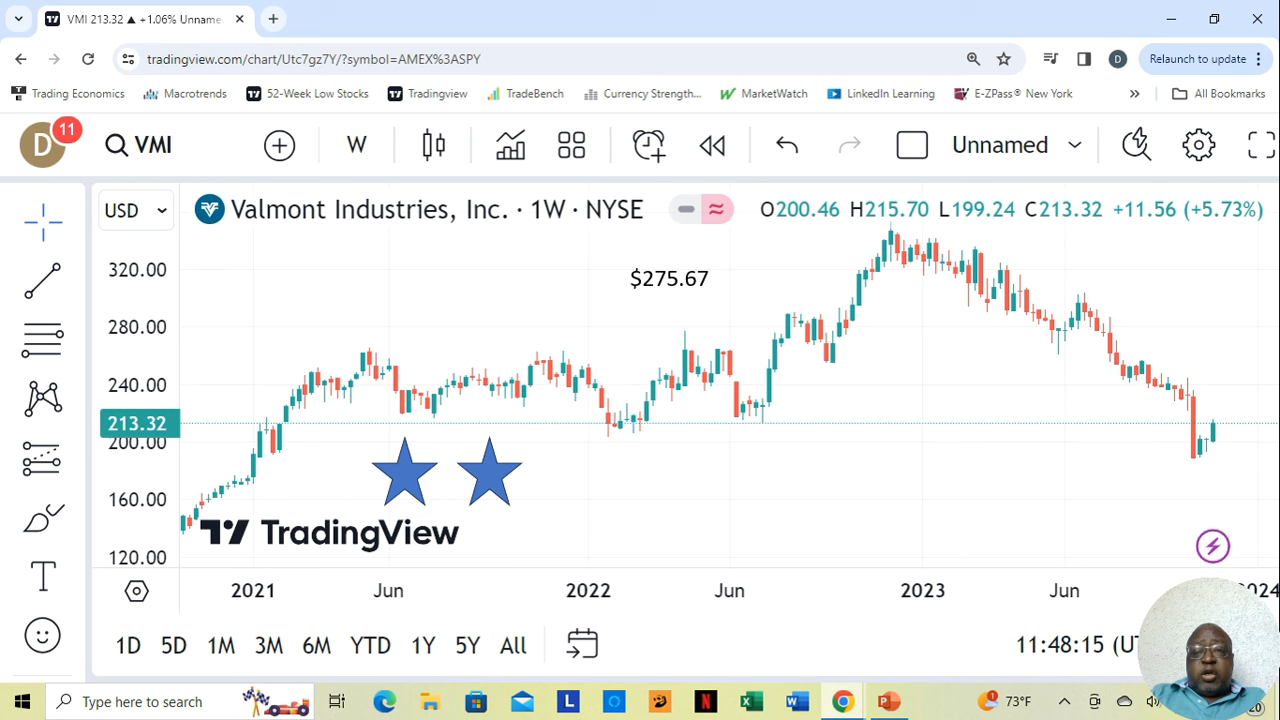 VMI 213.32 ▲ +1.06% Unname
tradingview.com/chart/Utc7gz7Y/?symbol=AMEX%3ASPY
D
Relaunch to update
Trading Economics
Macrotrends
52-Week Low Stocks
Tradingview
TradeBench
Currency Strength...
MarketWatch
LinkedIn Learning
E-ZPass® New York
»
All Bookmarks
D
11
VMI
W
Unnamed
USD
Valmont Industries, Inc. · 1W · NYSE
O200.46 H215.70 L199.24 C213.32 +11.56 (+5.73%)
320.00
$275.67
280.00
240.00
213.32
200.00
160.00
TradingView
120.00
2021 Jun 2022 Jun 2023 Jun 2024
1D 5D 1M 3M 6M YTD 1Y 5Y All
11:48:15 (UT
Type here to search
73°F
20